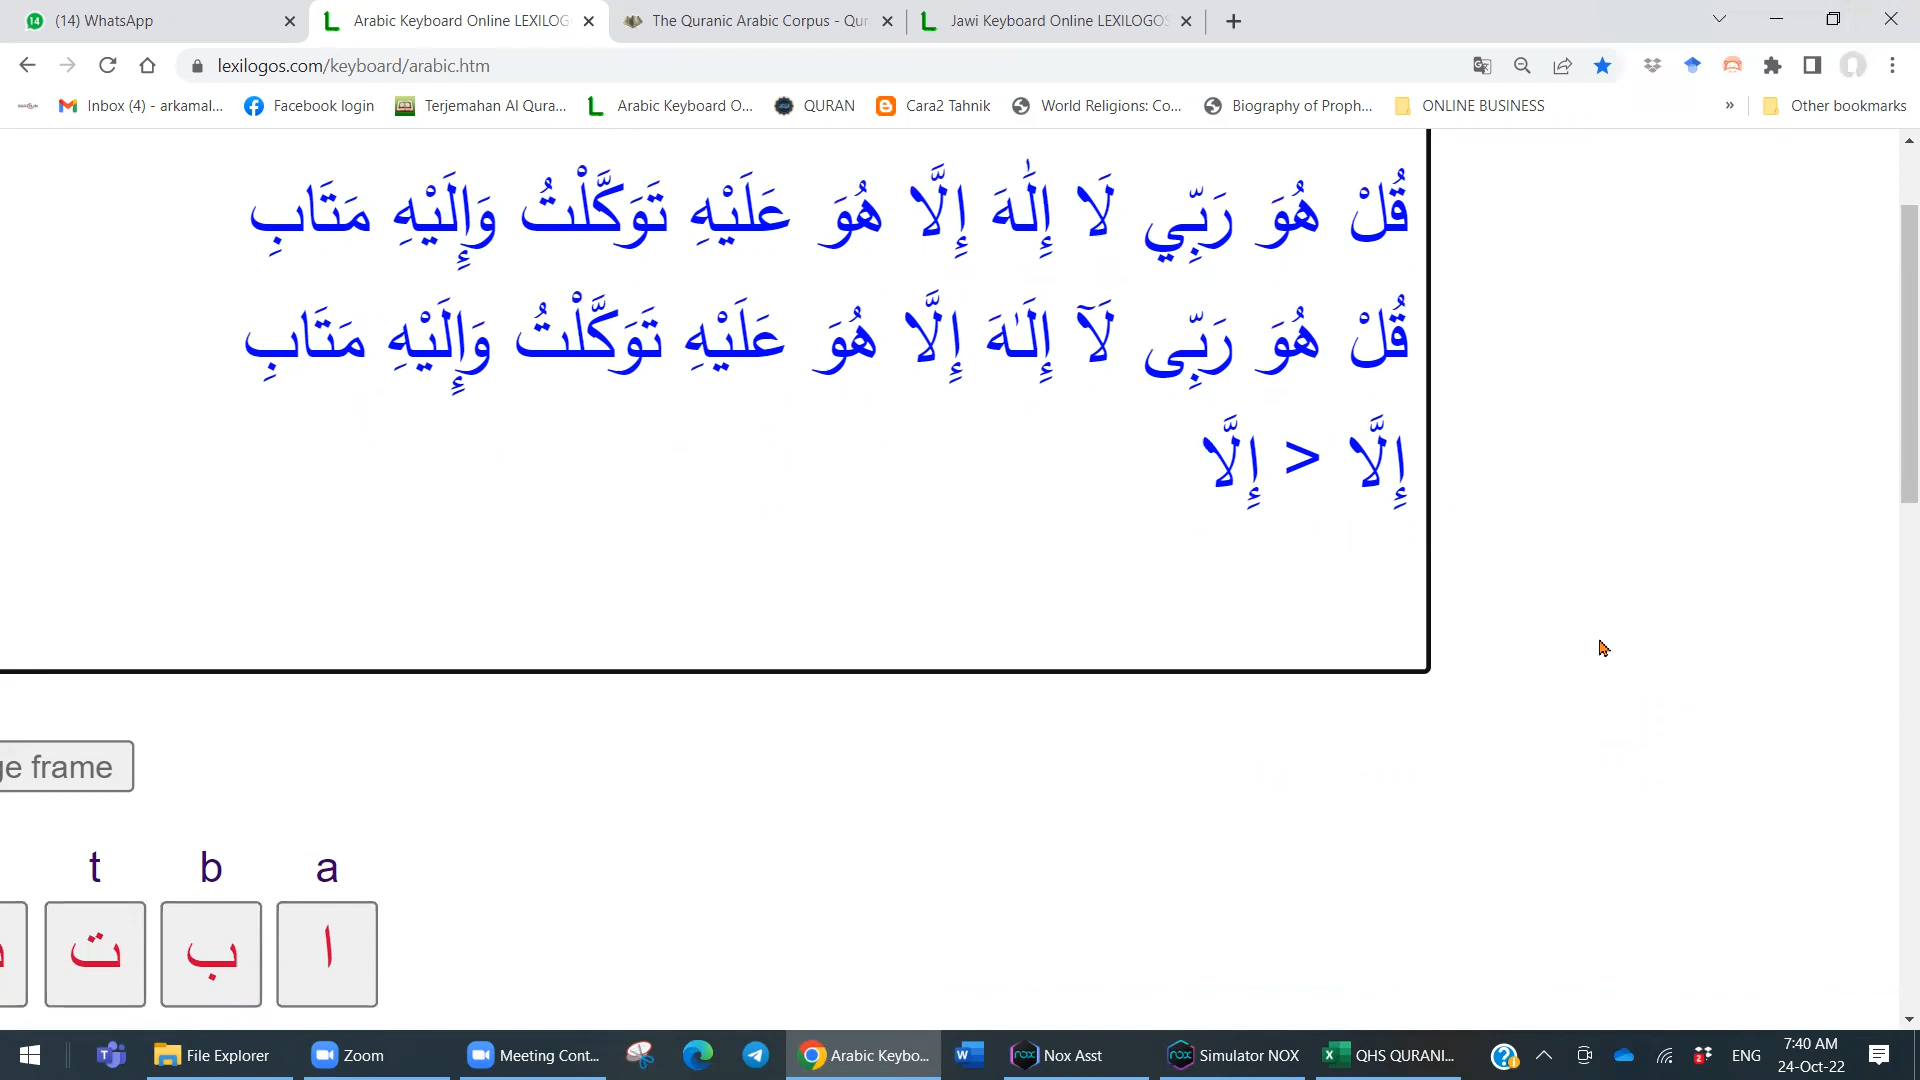 (14) WhatsApp
Arabic Keyboard Online LEXILOG
The Quranic Arabic Corpus - Qur
Jawi Keyboard Online LEXILOGOS
lexilogos.com/keyboard/arabic.htm
Inbox (4) - arkamal...
Facebook login
Terjemahan Al Qura...
Arabic Keyboard O...
QURAN
Cara2 Tahnik
World Religions: Co...
Biography of Proph...
ONLINE BUSINESS
»
Other bookmarks
قُلْ هُوَ رَبِّي لَا إِلَٰهَ إِلَّا هُوَ عَلَيْهِ تَوَكَّلْتُ وَإِلَيْهِ مَتَابِ
قُلْ هُوَ رَبِّى لَآ إِلَـٰهَ إِلَّا هُوَ عَلَيْهِ تَوَكَّلْتُ وَإِلَيْهِ مَتَابِ
إِلَّا > إِلَّا
ge frame
t b a
ت ب ا
File Explorer
Zoom
Meeting Cont...
Arabic Keybo...
Nox Asst
Simulator NOX
QHS QURANI...
ENG
7:40 AM
24-Oct-22